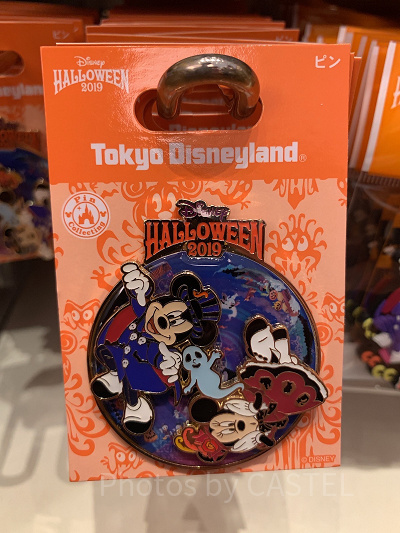 Disney
HALLOWEEN
2019
ピン
Tokyo Disneyland®
Pin
Collecting
Disney
HALLOWEEN
2019
© DISNEY
Photos by CASTEL